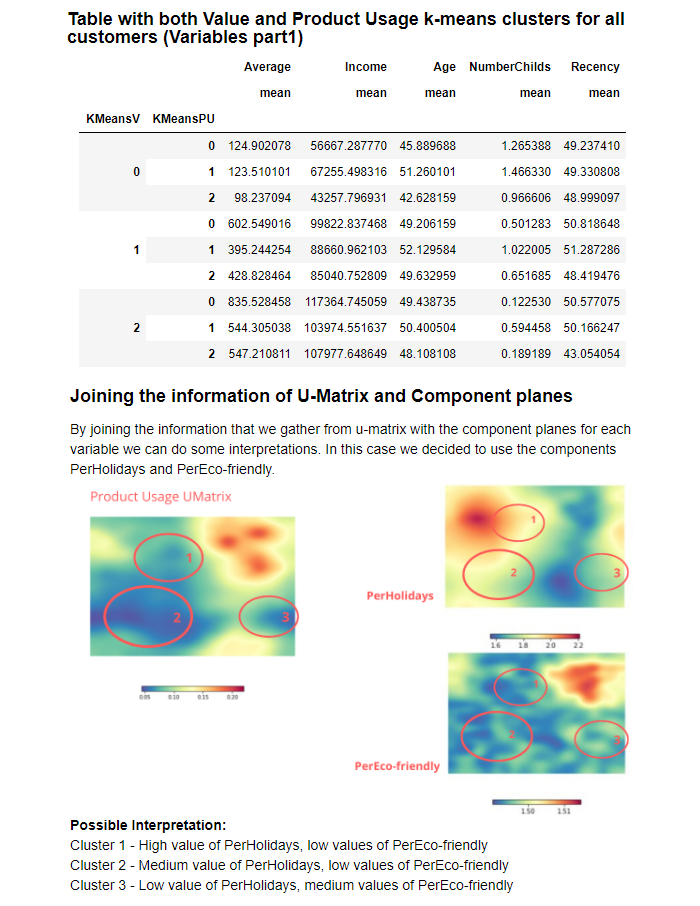 Table with both Value and Product Usage k-means clusters for all
customers (Variables part1)
Average Income Age NumberChilds Recency
mean mean mean mean mean
KMeansV KMeansPU
0 124.902078 56667.287770 45.889688 1.265388 49.237410
0 1 123.510101 67255.498316 51.260101 1.466330 49.330808
2 98.237094 43257.796931 42.628159 0.966606 48.999097
0 602.549016 99822.837468 49.206159 0.501283 50.818648
1 1 395.244254 88660.962103 52.129584 1.022005 51.287286
2 428.828464 85040.752809 49.632959 0.651685 48.419476
0 835.528458 117364.745059 49.438735 0.122530 50.577075
2 1 544.305038 103974.551637 50.400504 0.594458 50.166247
2 547.210811 107977.648649 48.108108 0.189189 43.054054
Joining the information of U-Matrix and Component planes
By joining the information that we gather from u-matrix with the component planes for each
variable we can do some interpretations. In this case we decided to use the components
PerHolidays and PerEco-friendly.
Product Usage UMatrix
1
2
3
0.05 0.10 0.15 0.20
1
2
3
PerHolidays
1.6 1.8 2.0 2.2
1
2
3
PerEco-friendly
1.50 1.51
Possible Interpretation:
Cluster 1 - High value of PerHolidays, low values of PerEco-friendly
Cluster 2 - Medium value of PerHolidays, low values of PerEco-friendly
Cluster 3 - Low value of PerHolidays, medium values of PerEco-friendly